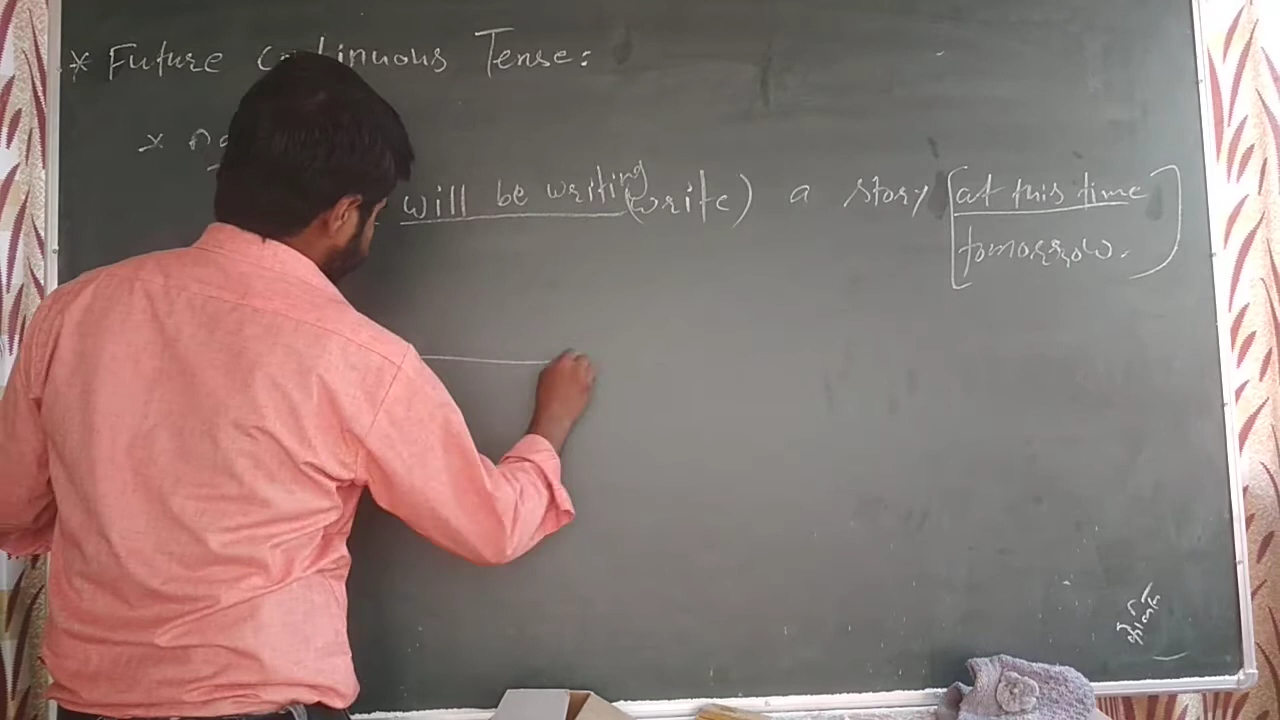 * Future continuous Tense:
*
will be writing (write) a story [at this time
tomorrow.]